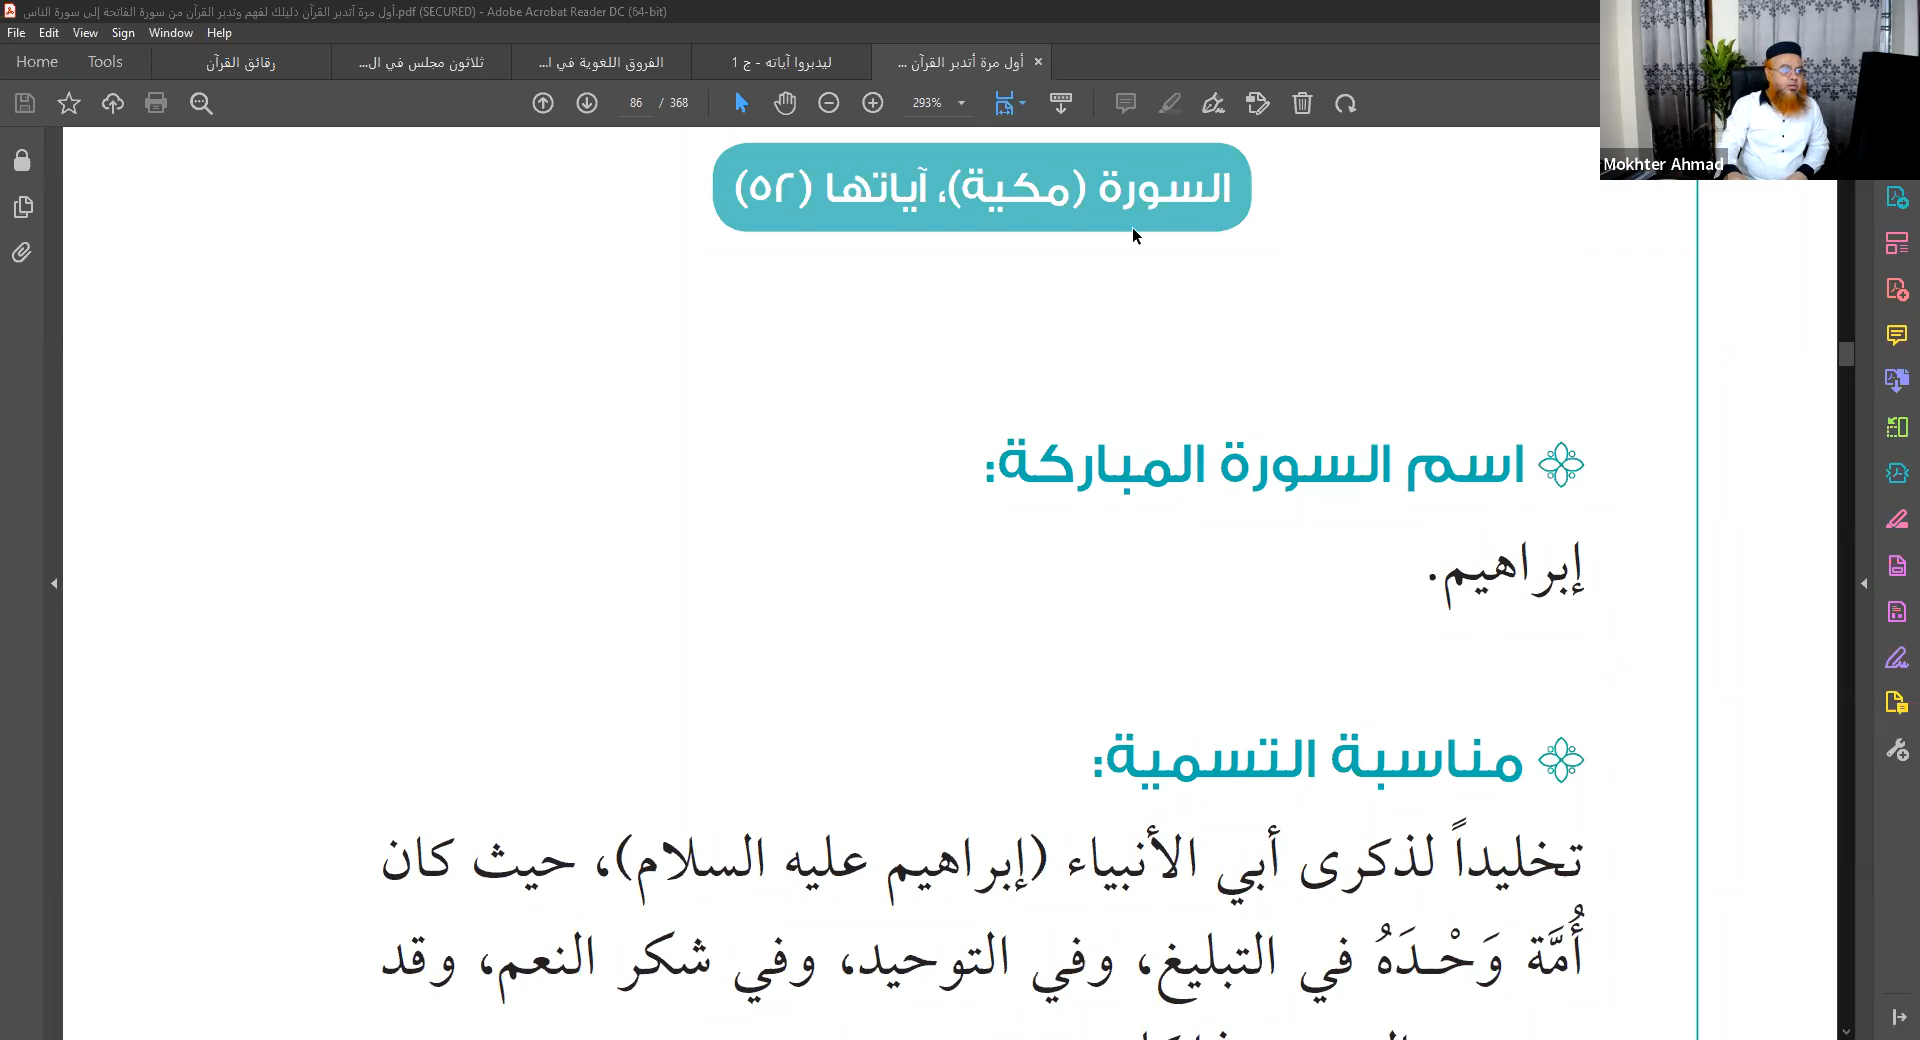 أول مرة أتدبر القرآن دليلك لفهم وتدبر القرآن من سورة الفاتحة إلى سورة الناس.pdf (SECURED) - Adobe Acrobat Reader DC (64-bit)
File Edit View Sign Window Help
Home Tools رقائق القرآن ثلاثون مجلس في ال... الفروق اللغوية في ا... ليدبروا آياته - ج 1 أول مرة أتدبر القرآن ... ×
86 / 368 293%
Mokhter Ahmad
السورة (مكية)، آياتها (٥٢)
اسم السورة المباركة:
إبراهيم.
مناسبة التسمية:
تخليداً لذكرى أبي الأنبياء (إبراهيم عليه السلام)، حيث كان
أُمَّة وَحْـدَهُ في التبليغ، وفي التوحيد، وفي شكر النعم، وقد